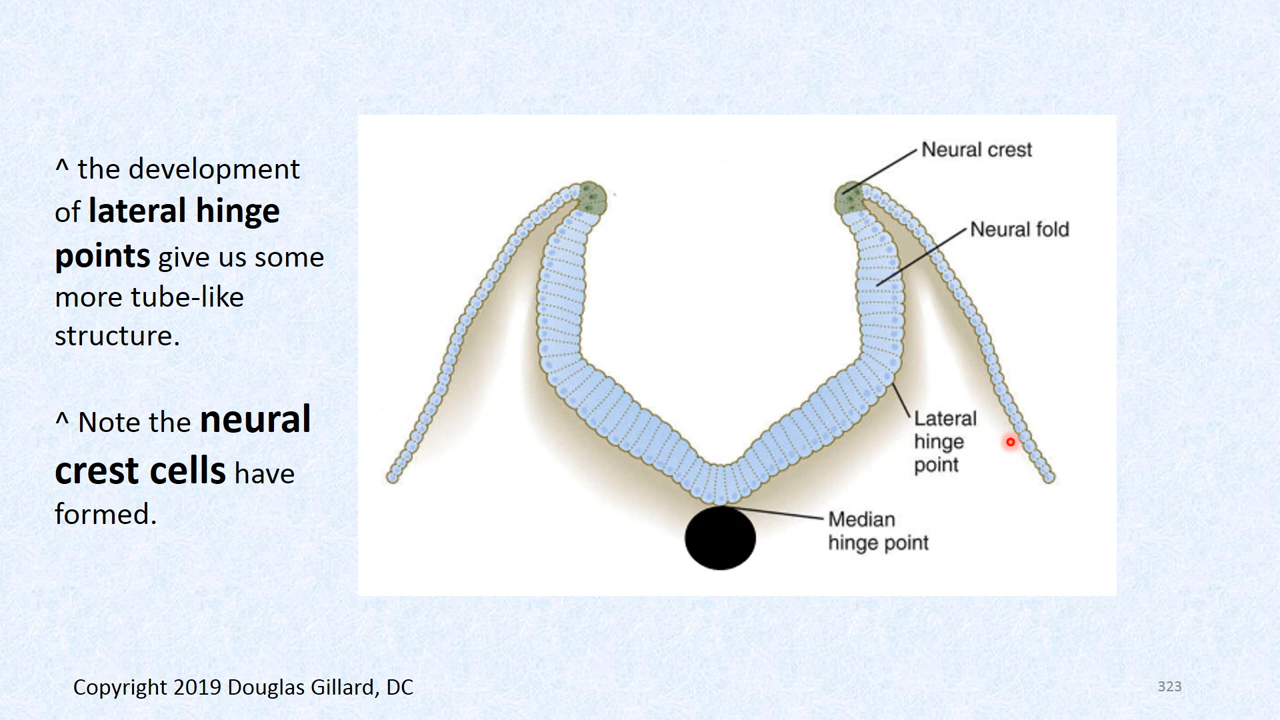 ^ the development
of lateral hinge
points give us some
more tube-like
structure.
^ Note the neural
crest cells have
formed.
Neural crest
Neural fold
Lateral
hinge
point
Median
hinge point
Copyright 2019 Douglas Gillard, DC
323